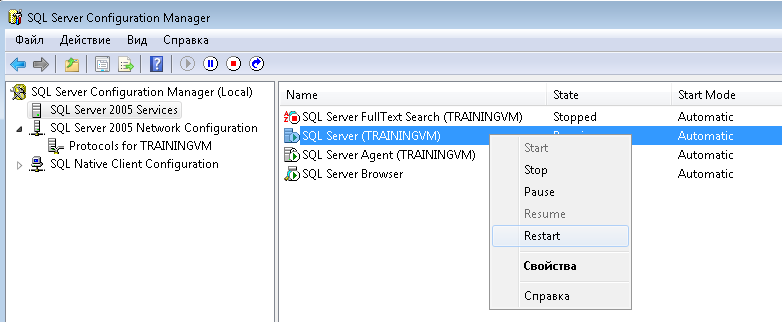 SQL Server Configuration Manager
Файл Действие Вид Справка
SQL Server Configuration Manager (Local)
SQL Server 2005 Services
SQL Server 2005 Network Configuration
Protocols for TRAININGVM
SQL Native Client Configuration
Name State Start Mode
SQL Server FullText Search (TRAININGVM) Stopped Automatic
SQL Server (TRAININGVM) Automatic
SQL Server Agent (TRAININGVM) Automatic
SQL Server Browser Automatic
Start
Stop
Pause
Resume
Restart
Свойства
Справка